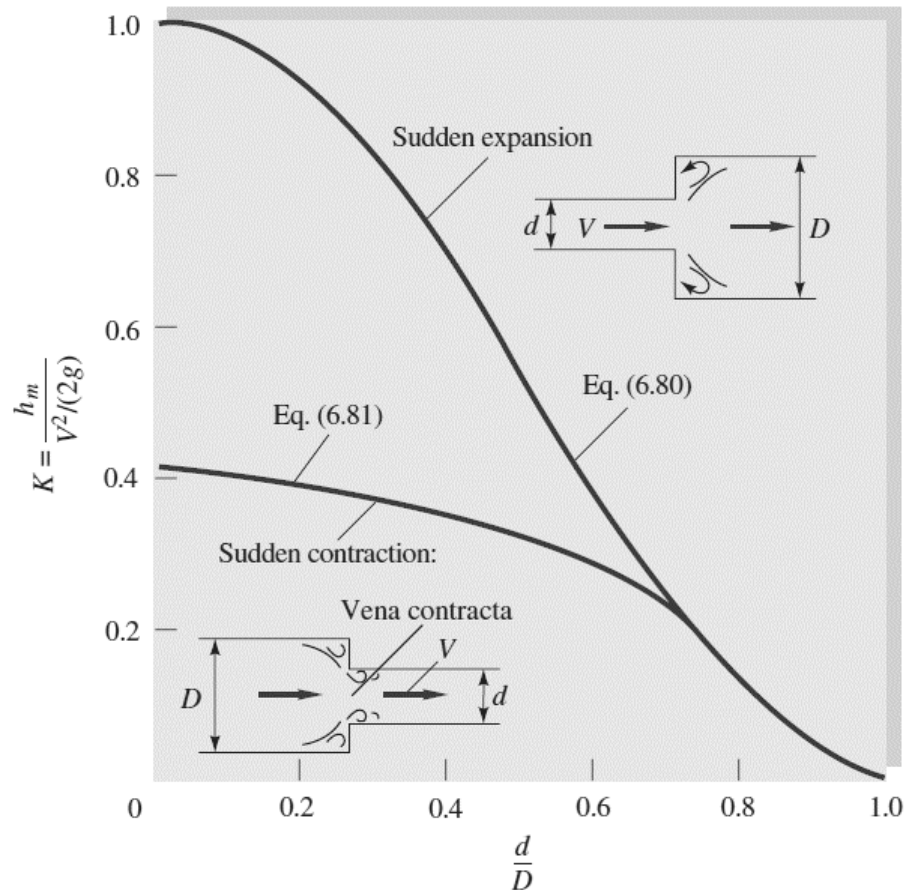 1.0
0.8
0.6
0.4
0.2
0
K = h_m / V²/(2g)
Sudden expansion
d
V
D
Eq. (6.80)
Eq. (6.81)
Sudden contraction:
Vena contracta
V
D
d
0.2
0.4
0.6
0.8
1.0
d
D